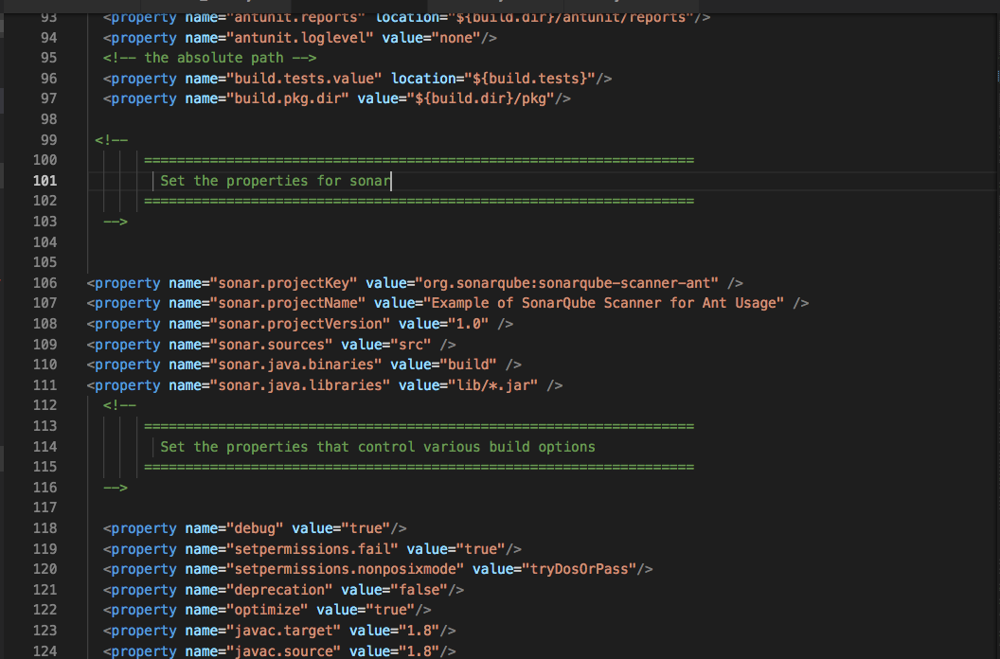 93 <property name="antunit.reports" location="${build.dir}/antunit/reports"/>
94 <property name="antunit.loglevel" value="none"/>
95 <!-- the absolute path -->
96 <property name="build.tests.value" location="${build.tests}"/>
97 <property name="build.pkg.dir" value="${build.dir}/pkg"/>
98
99 <!--
100 ===================================================================
101 Set the properties for sonar
102 ===================================================================
103 -->
104
105
106 <property name="sonar.projectKey" value="org.sonarqube:sonarqube-scanner-ant" />
107 <property name="sonar.projectName" value="Example of SonarQube Scanner for Ant Usage" />
108 <property name="sonar.projectVersion" value="1.0" />
109 <property name="sonar.sources" value="src" />
110 <property name="sonar.java.binaries" value="build" />
111 <property name="sonar.java.libraries" value="lib/*.jar" />
112 <!--
113 ===================================================================
114 Set the properties that control various build options
115 ===================================================================
116 -->
117
118 <property name="debug" value="true"/>
119 <property name="setpermissions.fail" value="true"/>
120 <property name="setpermissions.nonposixmode" value="tryDosOrPass"/>
121 <property name="deprecation" value="false"/>
122 <property name="optimize" value="true"/>
123 <property name="javac.target" value="1.8"/>
124 <property name="javac.source" value="1.8"/>